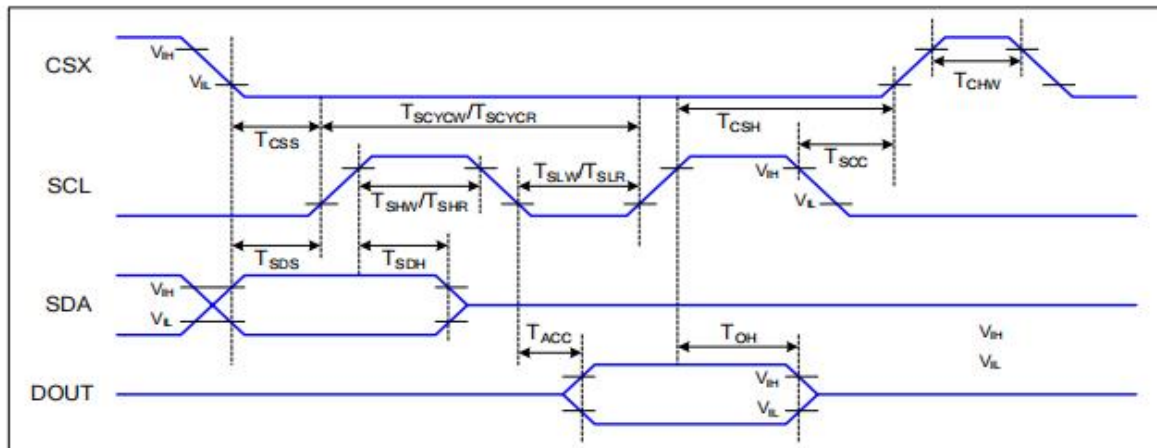 CSX
VIH
VIL
TCHW
TSCYCW/TSCYCR
TCSS
TCSH
TSCC
SCL
TSLW/TSLR
VIH
TSHW/TSHR
VIL
TSDS
TSDH
SDA
VIH
VIL
TACC
TOH
VIH
VIL
DOUT
VIH
VIL